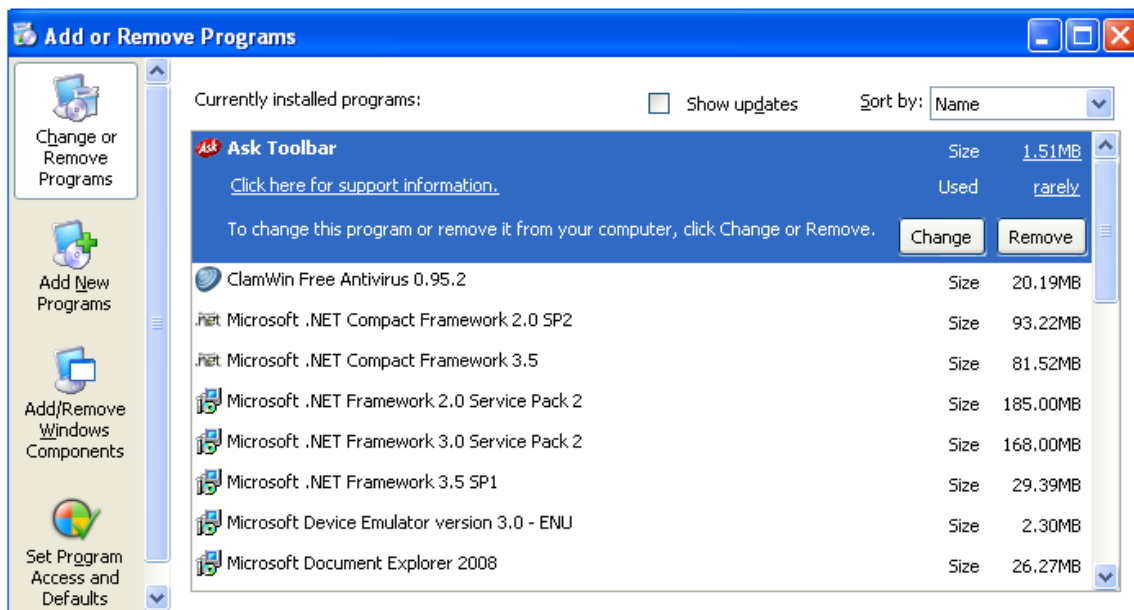 Add or Remove Programs
Change or
Remove
Programs
Add New
Programs
Add/Remove
Windows
Components
Set Program
Access and
Defaults
Currently installed programs:
Show updates
Sort by: Name
Ask Ask Toolbar Size 1.51MB
Click here for support information. Used rarely
To change this program or remove it from your computer, click Change or Remove. Change Remove
ClamWin Free Antivirus 0.95.2 Size 20.19MB
.net Microsoft .NET Compact Framework 2.0 SP2 Size 93.22MB
.net Microsoft .NET Compact Framework 3.5 Size 81.52MB
Microsoft .NET Framework 2.0 Service Pack 2 Size 185.00MB
Microsoft .NET Framework 3.0 Service Pack 2 Size 168.00MB
Microsoft .NET Framework 3.5 SP1 Size 29.39MB
Microsoft Device Emulator version 3.0 - ENU Size 2.30MB
Microsoft Document Explorer 2008 Size 26.27MB